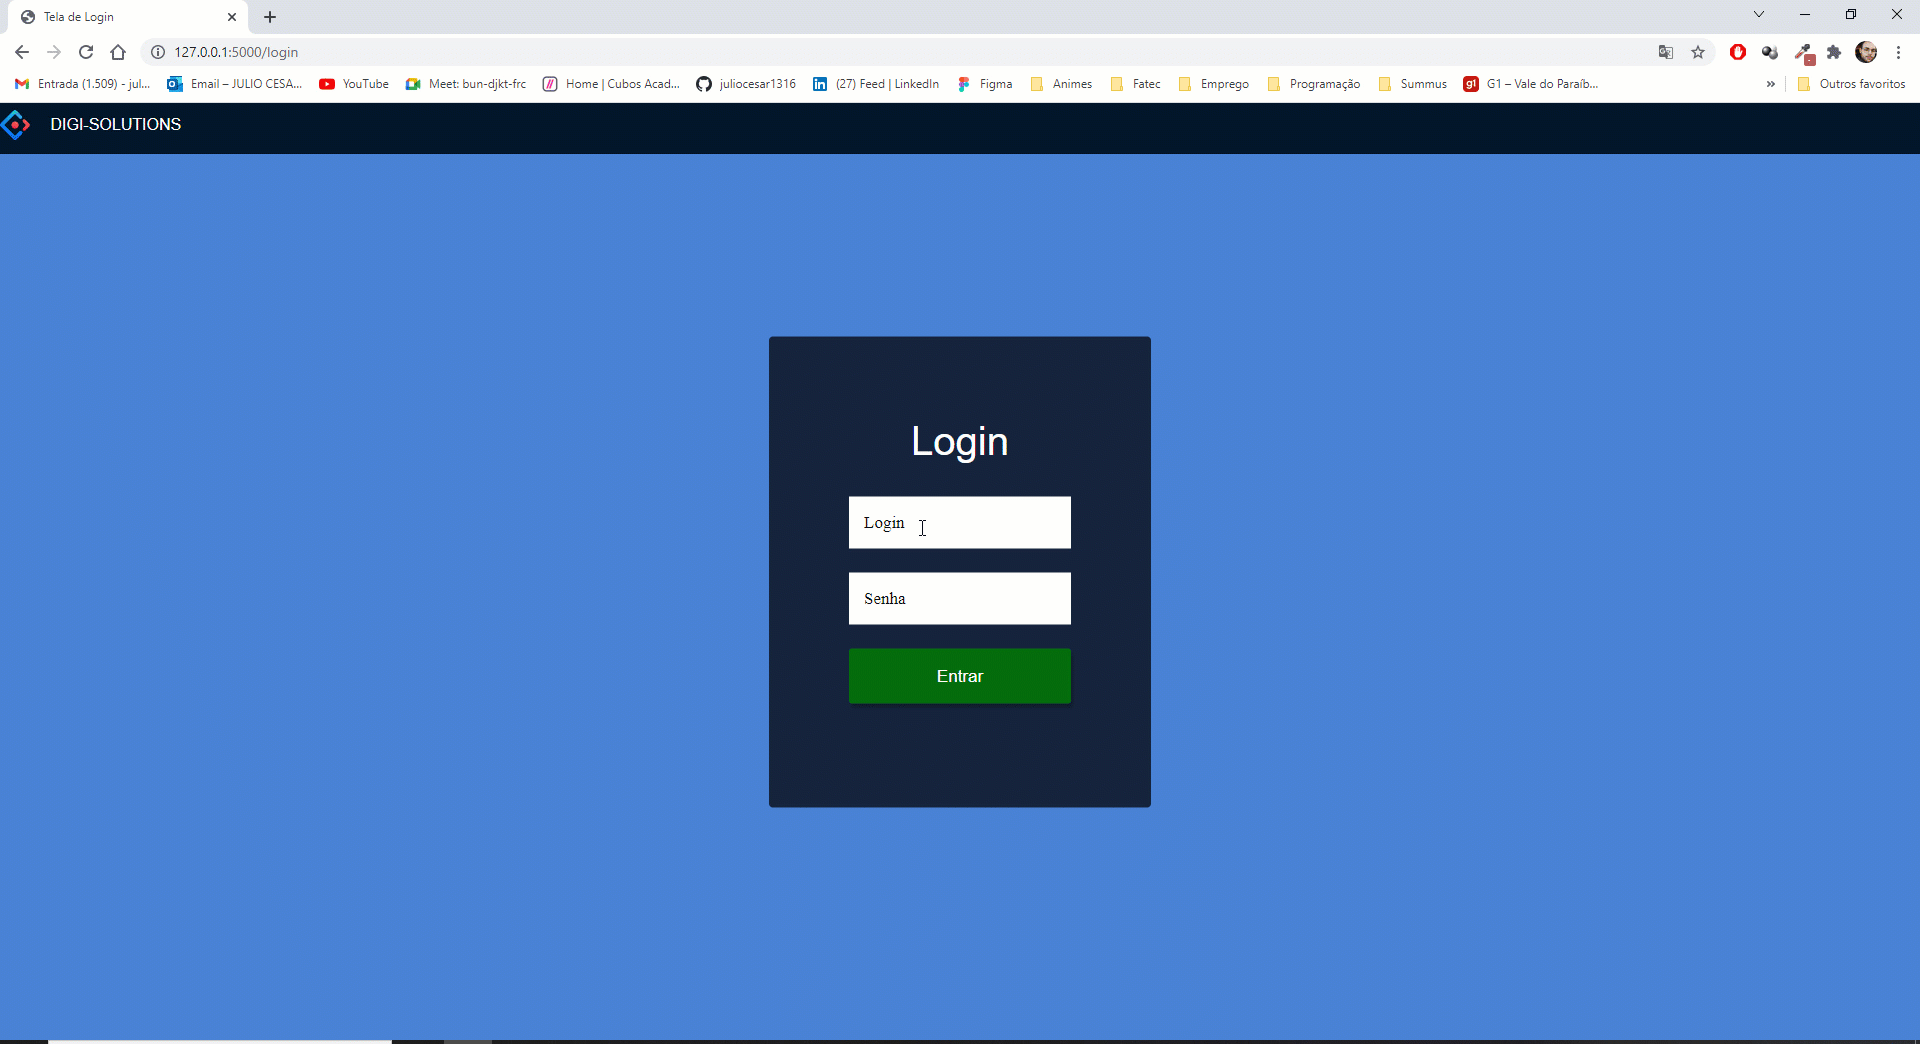 Tela de Login
127.0.0.1:5000/login
Entrada (1.509) - jul...
Email – JULIO CESA...
YouTube
Meet: bun-djkt-frc
Home | Cubos Acad...
juliocesar1316
(27) Feed | LinkedIn
Figma
Animes
Fatec
Emprego
Programação
Summus
g1
G1 – Vale do Paraíb...
»
Outros favoritos
DIGI-SOLUTIONS
Login
Login
Senha
Entrar